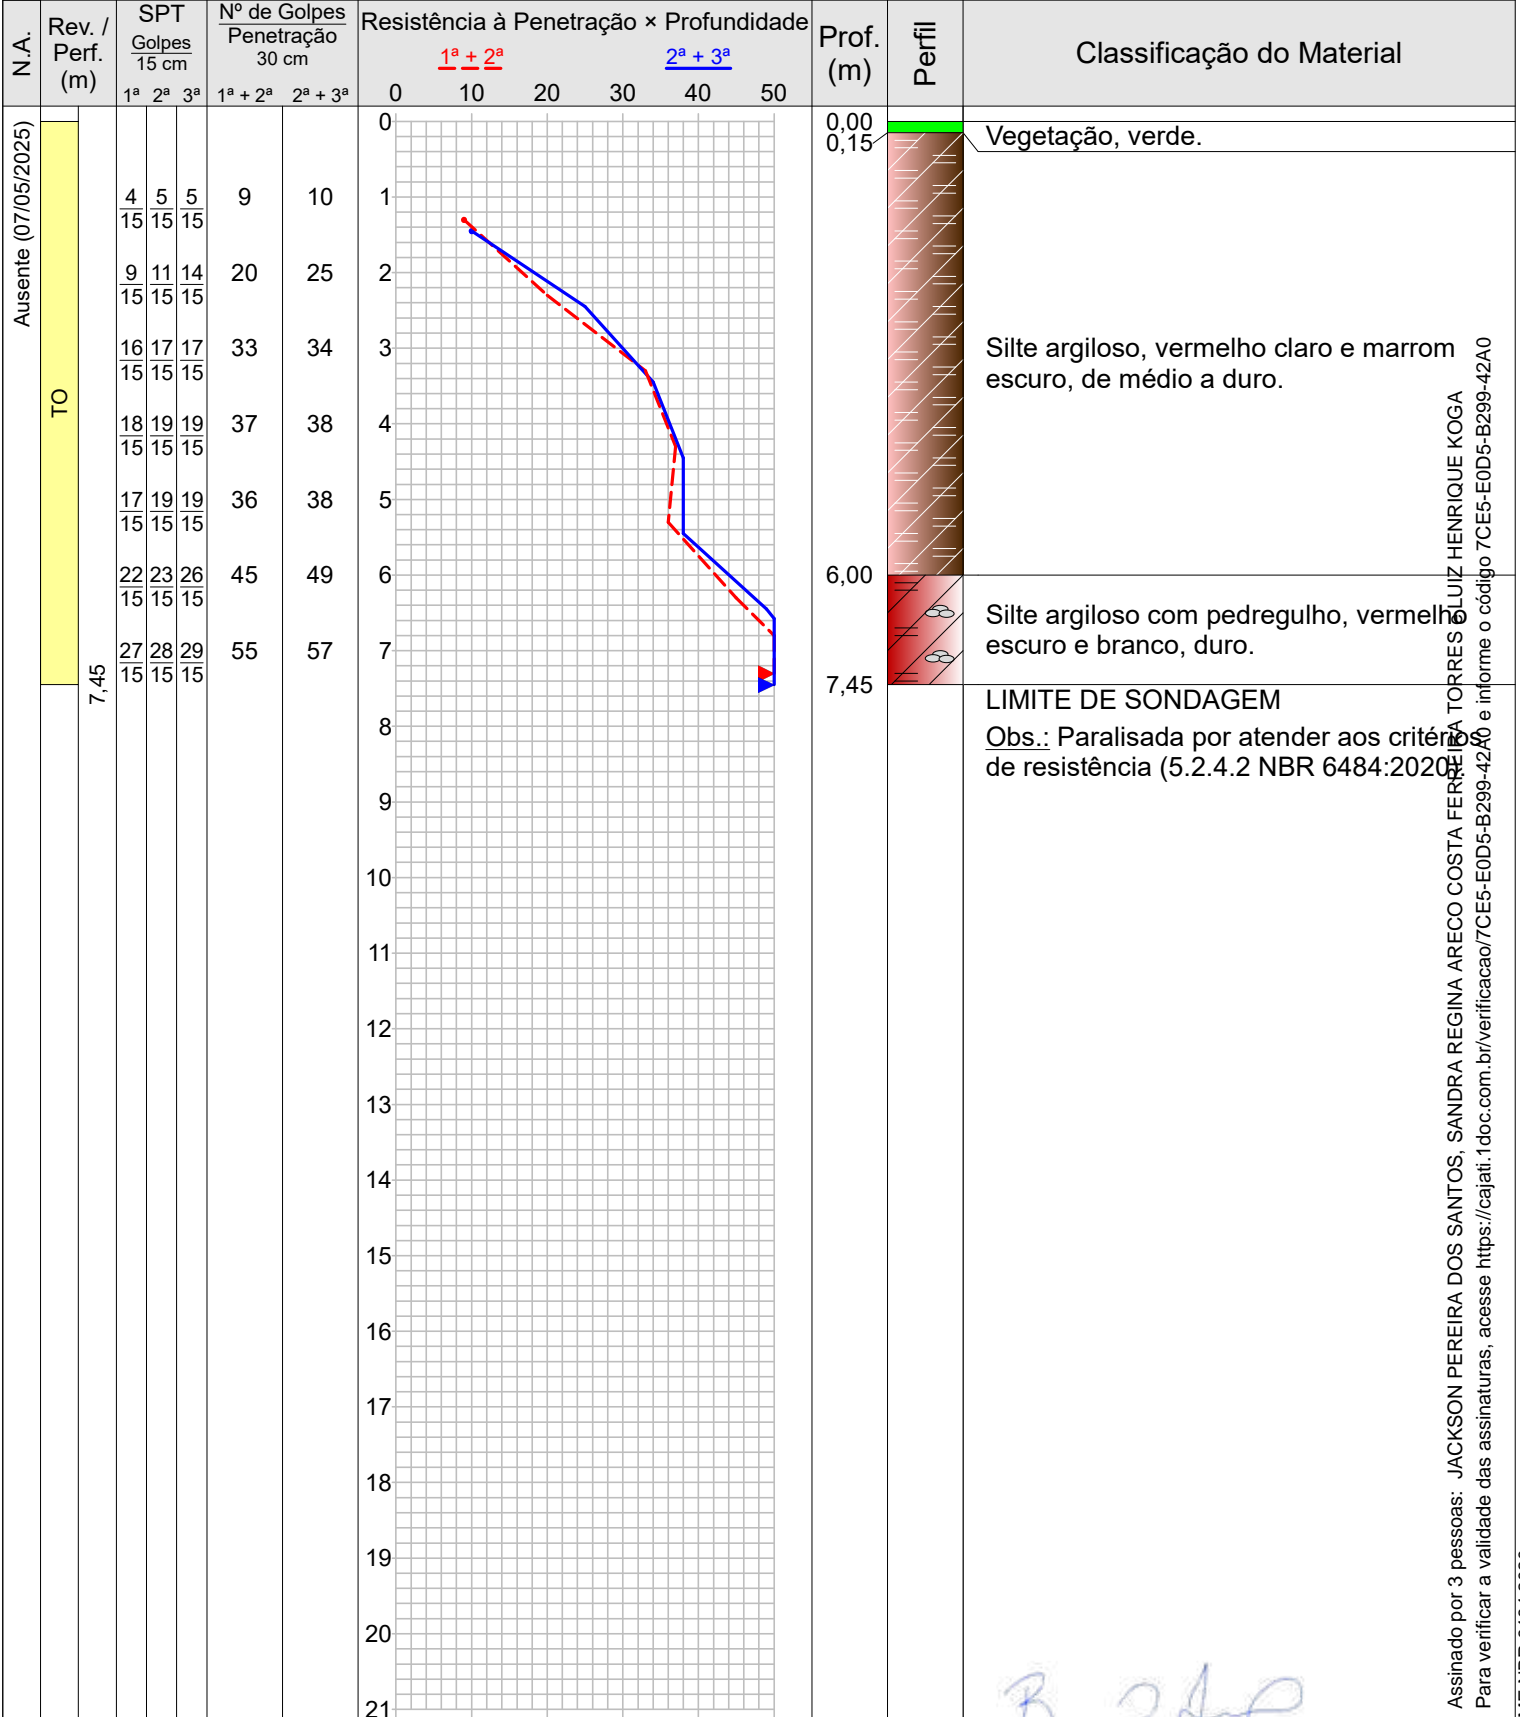 N.A.
Rev. /
Perf.
(m)
SPT
Golpes
15 cm
1ª 2ª 3ª
Nº de Golpes
Penetração
30 cm
1ª + 2ª 2ª + 3ª
Resistência à Penetração × Profundidade
1ª + 2ª 2ª + 3ª
0 10 20 30 40 50
Prof.
(m)
Perfil
Classificação do Material
Ausente (07/05/2025)
TO
7,45
4 5 5 9 10
15 15 15
9 11 14 20 25
15 15 15
16 17 17 33 34
15 15 15
18 19 19 37 38
15 15 15
17 19 19 36 38
15 15 15
22 23 26 45 49
15 15 15
27 28 29 55 57
15 15 15
0
1
2
3
4
5
6
7
8
9
10
11
12
13
14
15
16
17
18
19
20
21
0,00
0,15
6,00
7,45
Vegetação, verde.
Silte argiloso, vermelho claro e marrom
escuro, de médio a duro.
Silte argiloso com pedregulho, vermelho
escuro e branco, duro.
LIMITE DE SONDAGEM
Obs.: Paralisada por atender aos critérios
de resistência (5.2.4.2 NBR 6484:2020).
Assinado por 3 pessoas: JACKSON PEREIRA DOS SANTOS, SANDRA REGINA ARECO COSTA FERREIRA TORRES e LUIZ HENRIQUE KOGA
Para verificar a validade das assinaturas, acesse https://cajati.1doc.com.br/verificacao/7CE5-E0D5-B299-42A0 e informe o código 7CE5-E0D5-B299-42A0